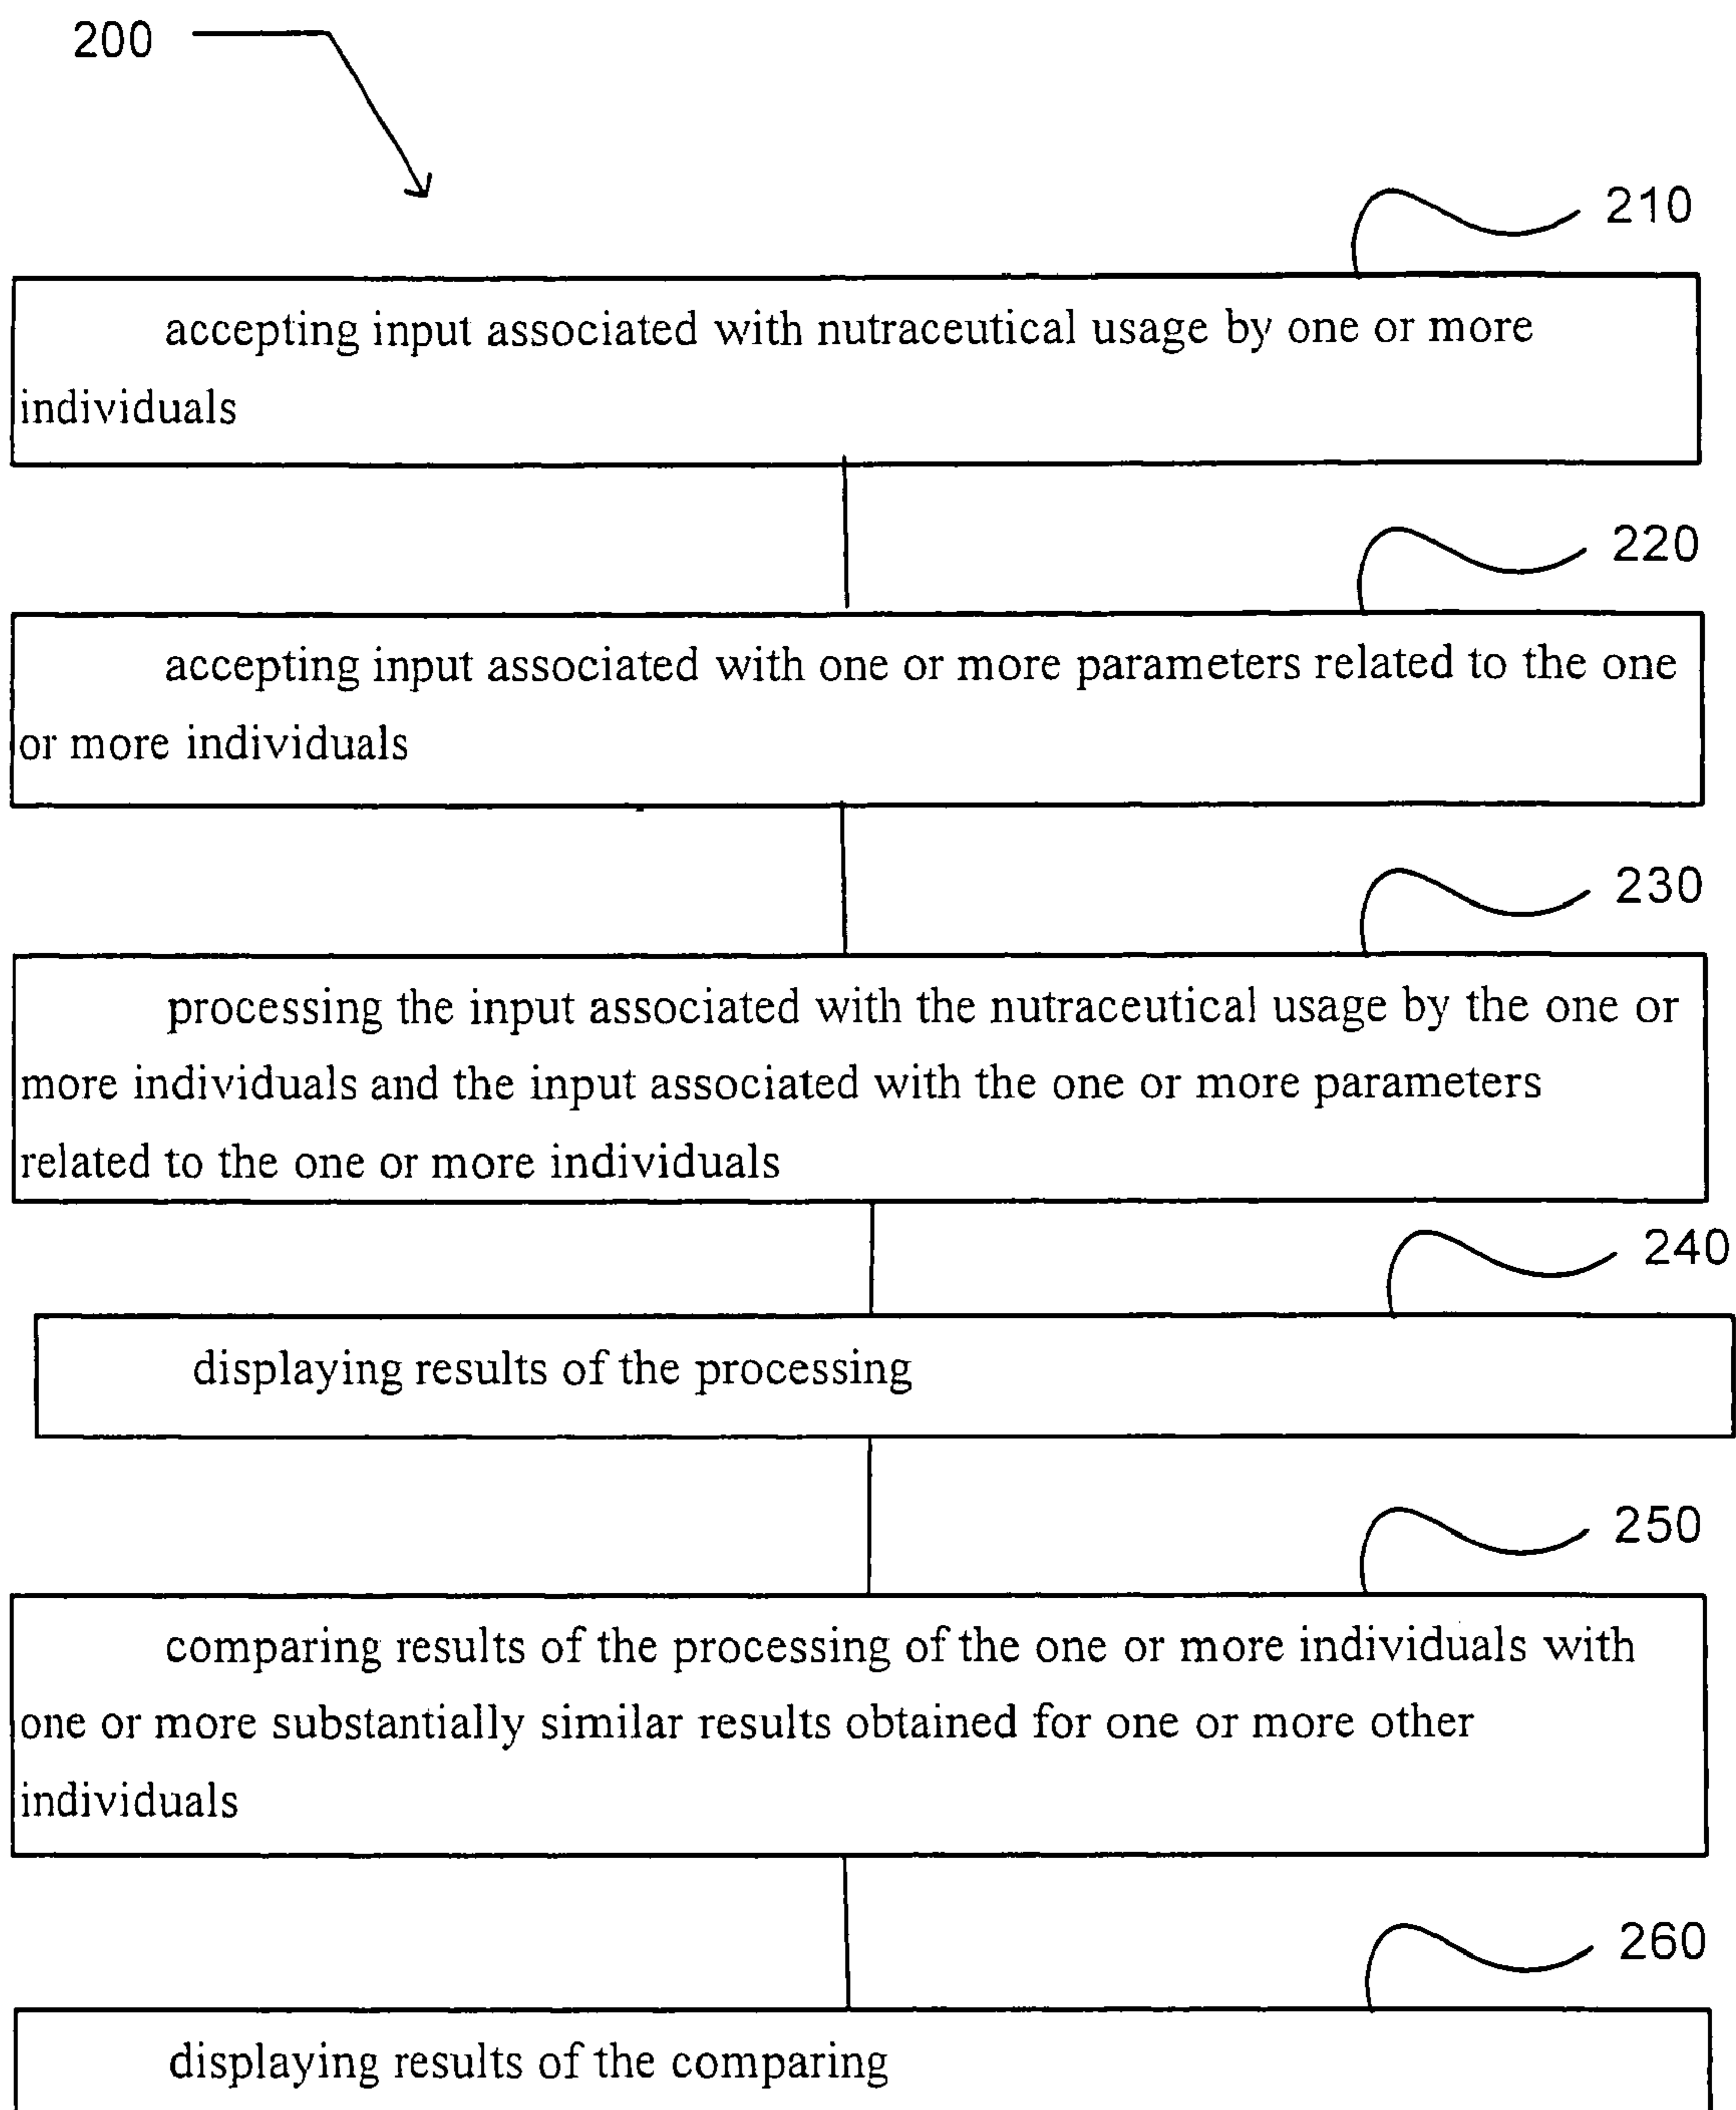 200
210
accepting input associated with nutraceutical usage by one or more
individuals
220
accepting input associated with one or more parameters related to the one
or more individuals
230
processing the input associated with the nutraceutical usage by the one or
more individuals and the input associated with the one or more parameters
related to the one or more individuals
240
displaying results of the processing
250
comparing results of the processing of the one or more individuals with
one or more substantially similar results obtained for one or more other
individuals
260
displaying results of the comparing